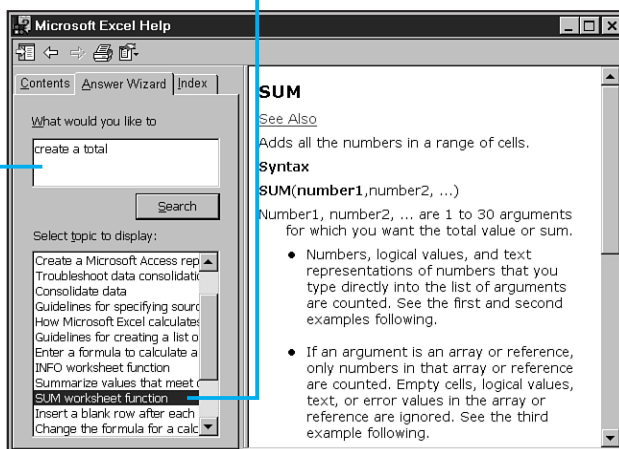 Microsoft Excel Help
Contents Answer Wizard Index
What would you like to
create a total
Search
Select topic to display:
Create a Microsoft Access rep
Troubleshoot data consolidatio
Consolidate data
Guidelines for specifying sourc
How Microsoft Excel calculates
Guidelines for creating a list o
Enter a formula to calculate a
INFO worksheet function
Summarize values that meet
SUM worksheet function
Insert a blank row after each
Change the formula for a calc
SUM
See Also
Adds all the numbers in a range of cells.
Syntax
SUM(number1,number2, ...)
Number1, number2, ... are 1 to 30 arguments
for which you want the total value or sum.
• Numbers, logical values, and text
representations of numbers that you
type directly into the list of arguments
are counted. See the first and second
examples following.
• If an argument is an array or reference,
only numbers in that array or reference
are counted. Empty cells, logical values,
text, or error values in the array or
reference are ignored. See the third
example following.